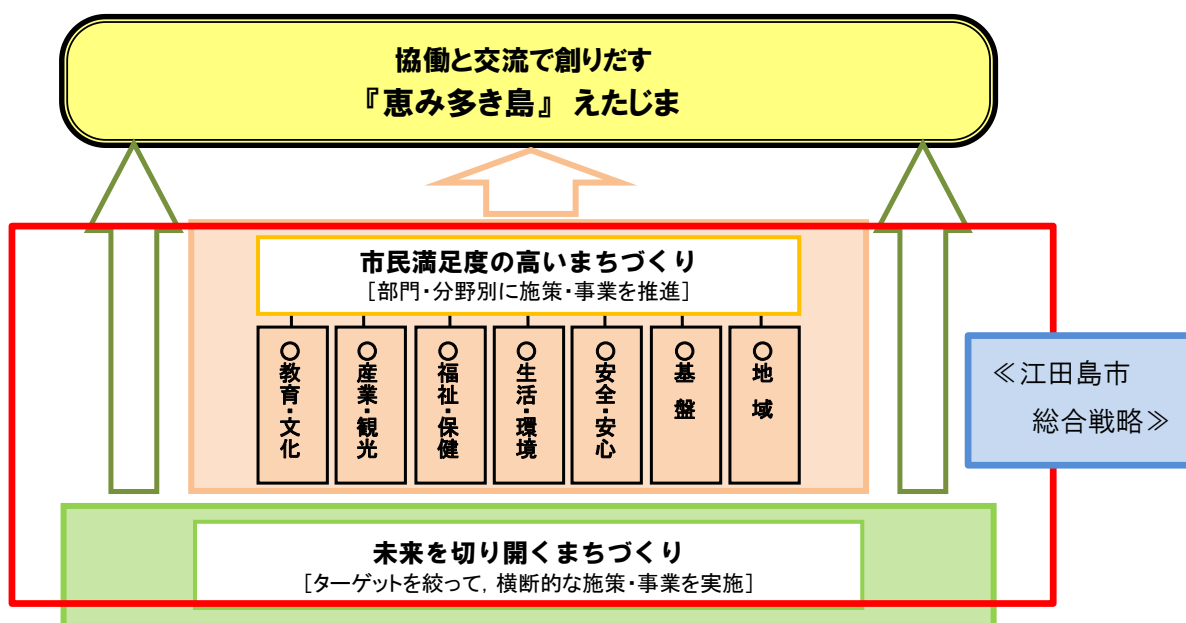 協働と交流で創りだす
『恵み多き島』 えたじま
市民満足度の高いまちづくり
[部門・分野別に施策・事業を推進]
○教育・文化
○産業・観光
○福祉・保健
○生活・環境
○安全・安心
○基盤
○地域
≪江田島市
総合戦略≫
未来を切り開くまちづくり
[ターゲットを絞って，横断的な施策・事業を実施]